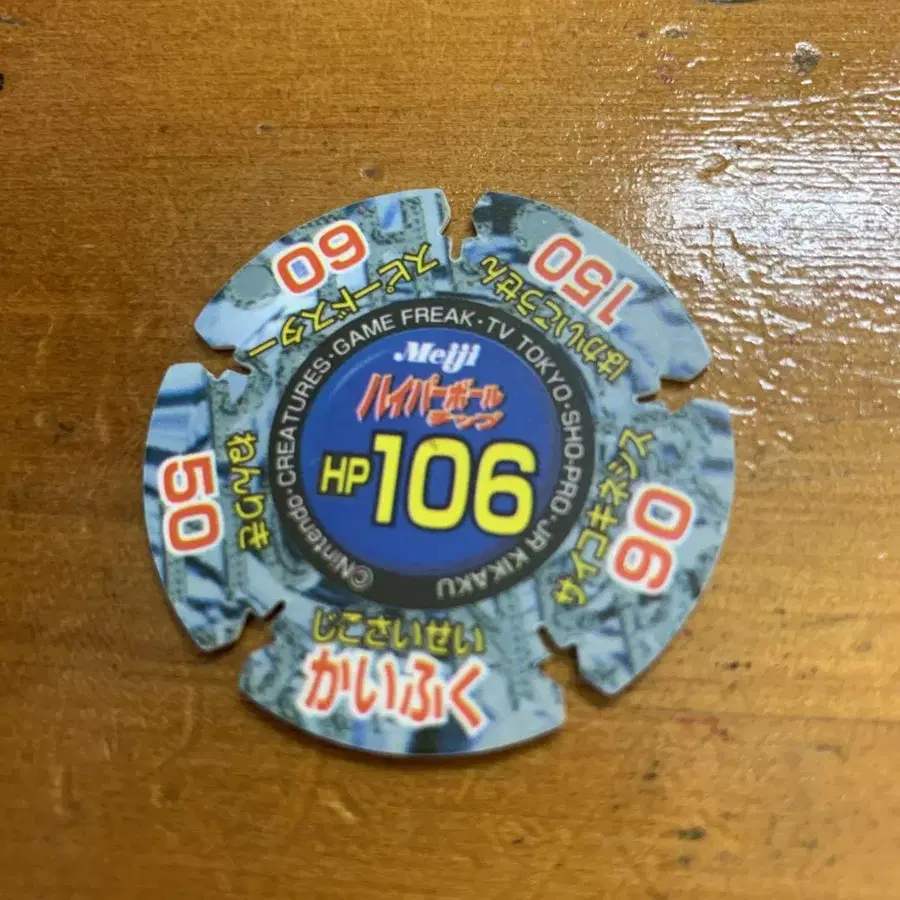 Meiji
ハイパーボール
チップ
HP106
©Nintendo・CREATURES・GAME FREAK・TV TOKYO・SHO-PRO・JR KIKAKU
60
スピードスター
150
はかいこうせん
90
サイコキネシス
じこさいせい
かいふく
50
ねんりき